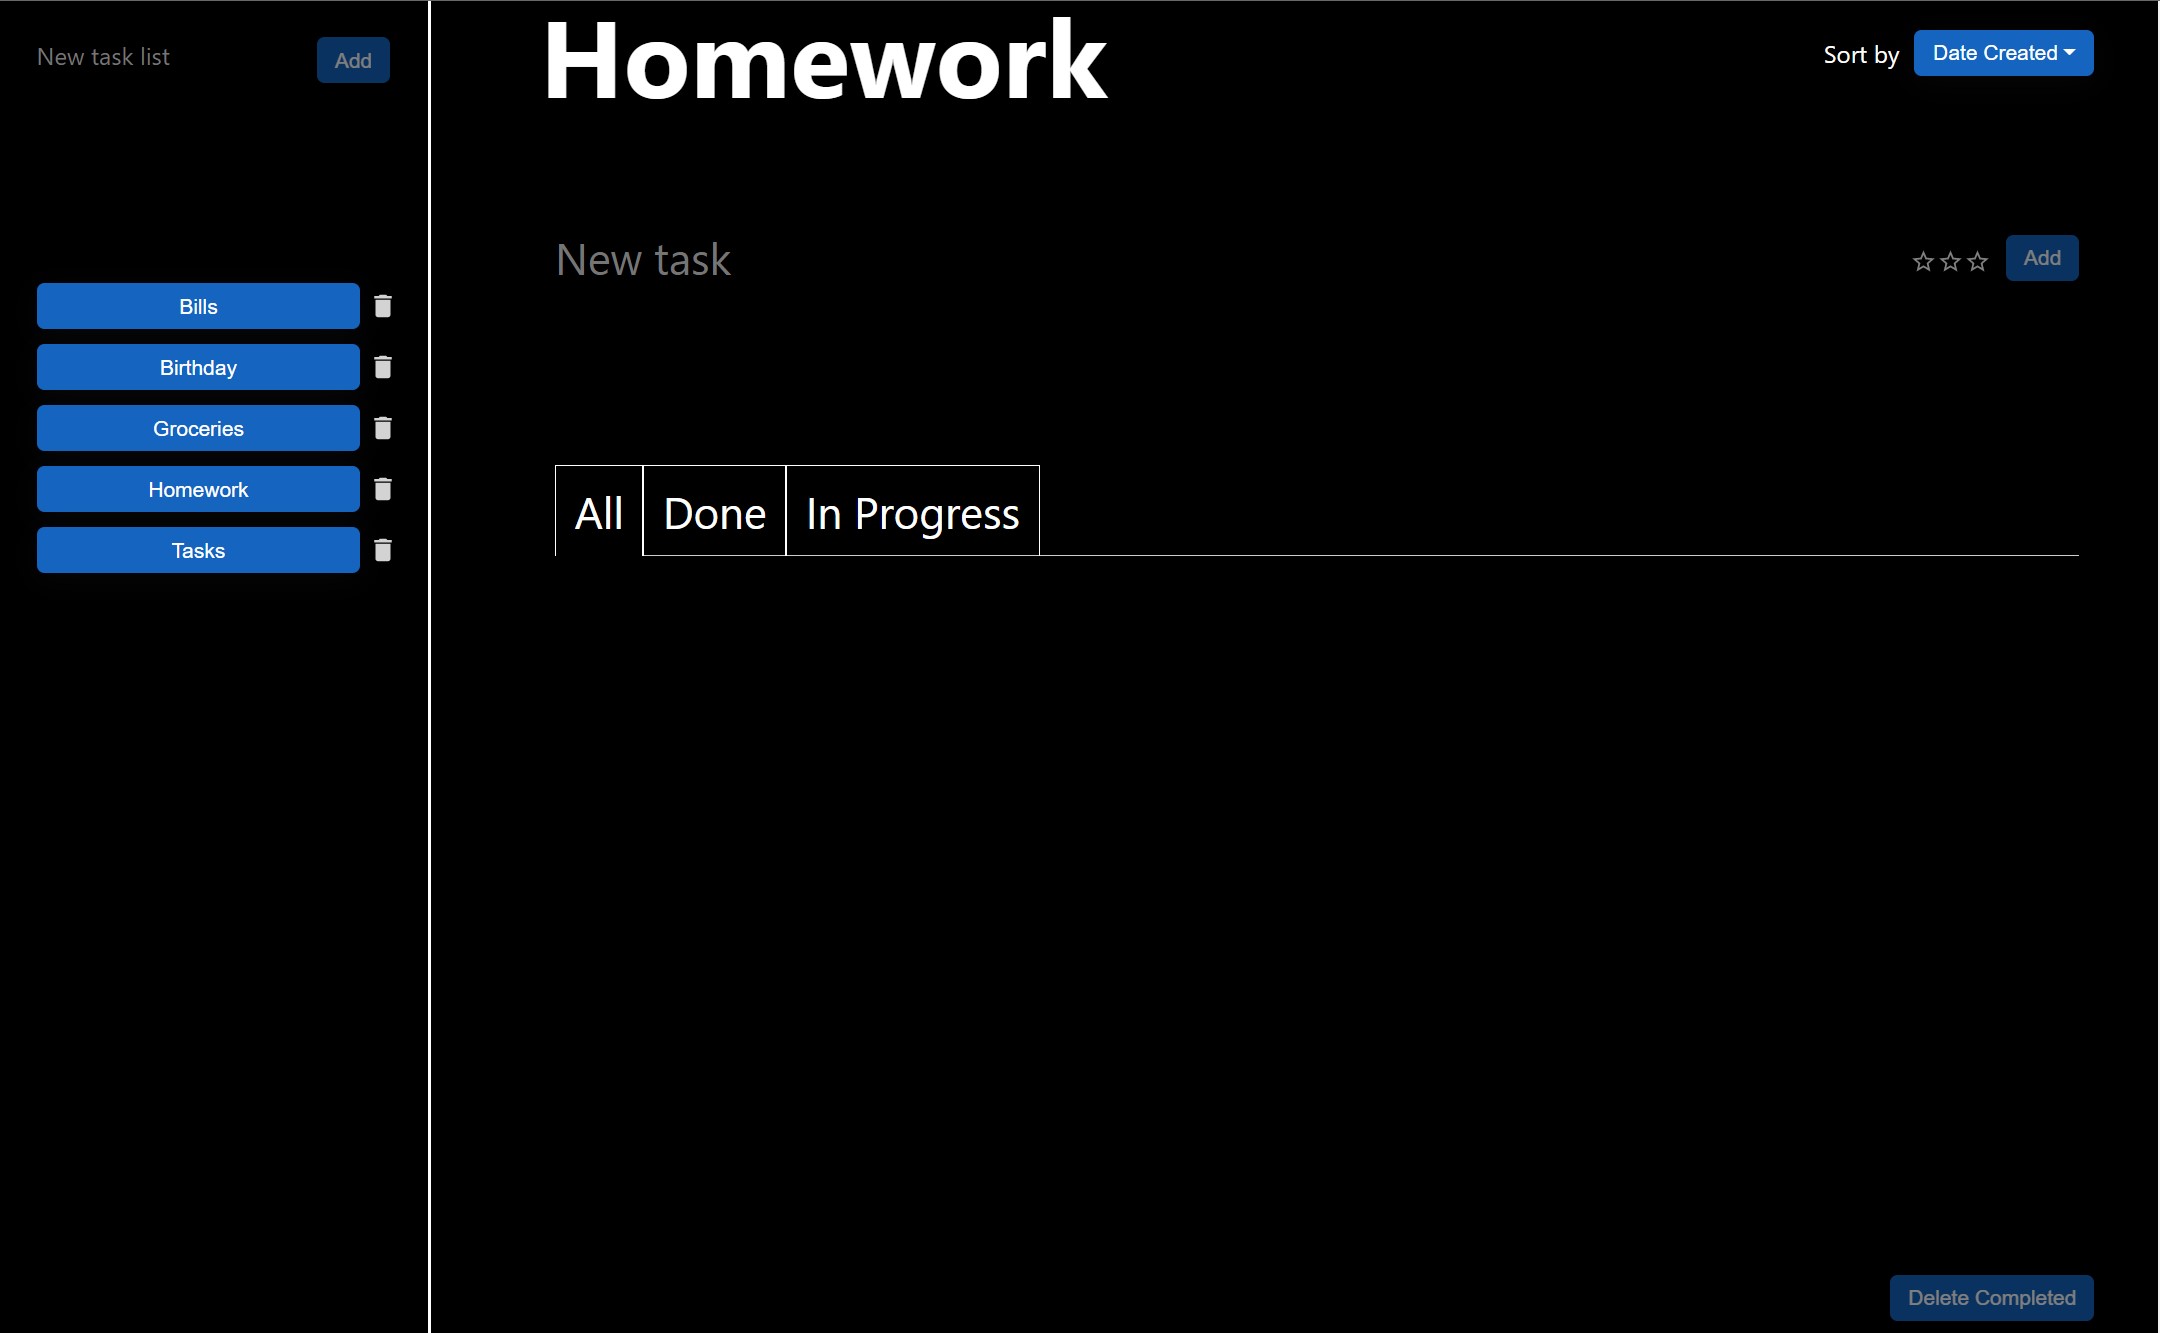 New task list
Add
Bills
Birthday
Groceries
Homework
Tasks
Homework
Sort by
Date Created
New task
Add
All
Done
In Progress
Delete Completed